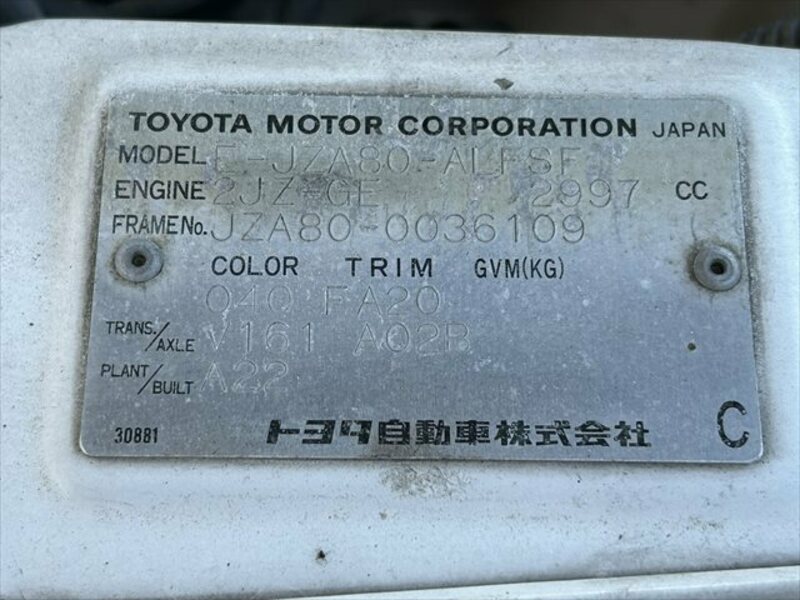 TOYOTA MOTOR CORPORATION JAPAN
MODEL E-JZA80-ALFSF
ENGINE 2JZ-GE 2997 CC
FRAME No. JZA80-0036109
COLOR TRIM GVM(KG)
040 FA20
TRANS./AXLE V161 A02B
PLANT/BUILT A22
30881 トヨタ自動車株式会社 C